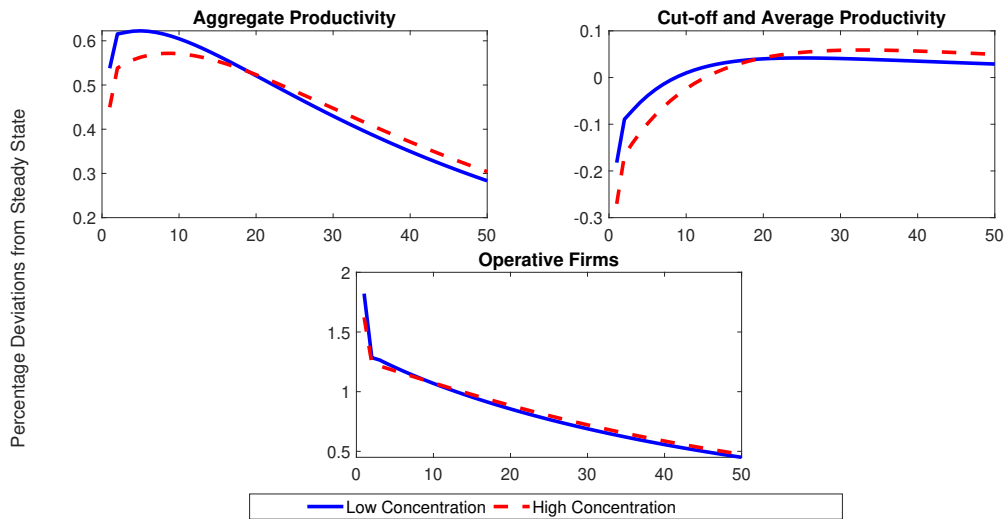 Aggregate Productivity
0.6
0.5
0.4
0.3
0.2
0 10 20 30 40 50
Cut-off and Average Productivity
0.1
0
-0.1
-0.2
-0.3
0 10 20 30 40 50
Percentage Deviations from Steady State
Operative Firms
2
1.5
1
0.5
0 10 20 30 40 50
Low Concentration High Concentration